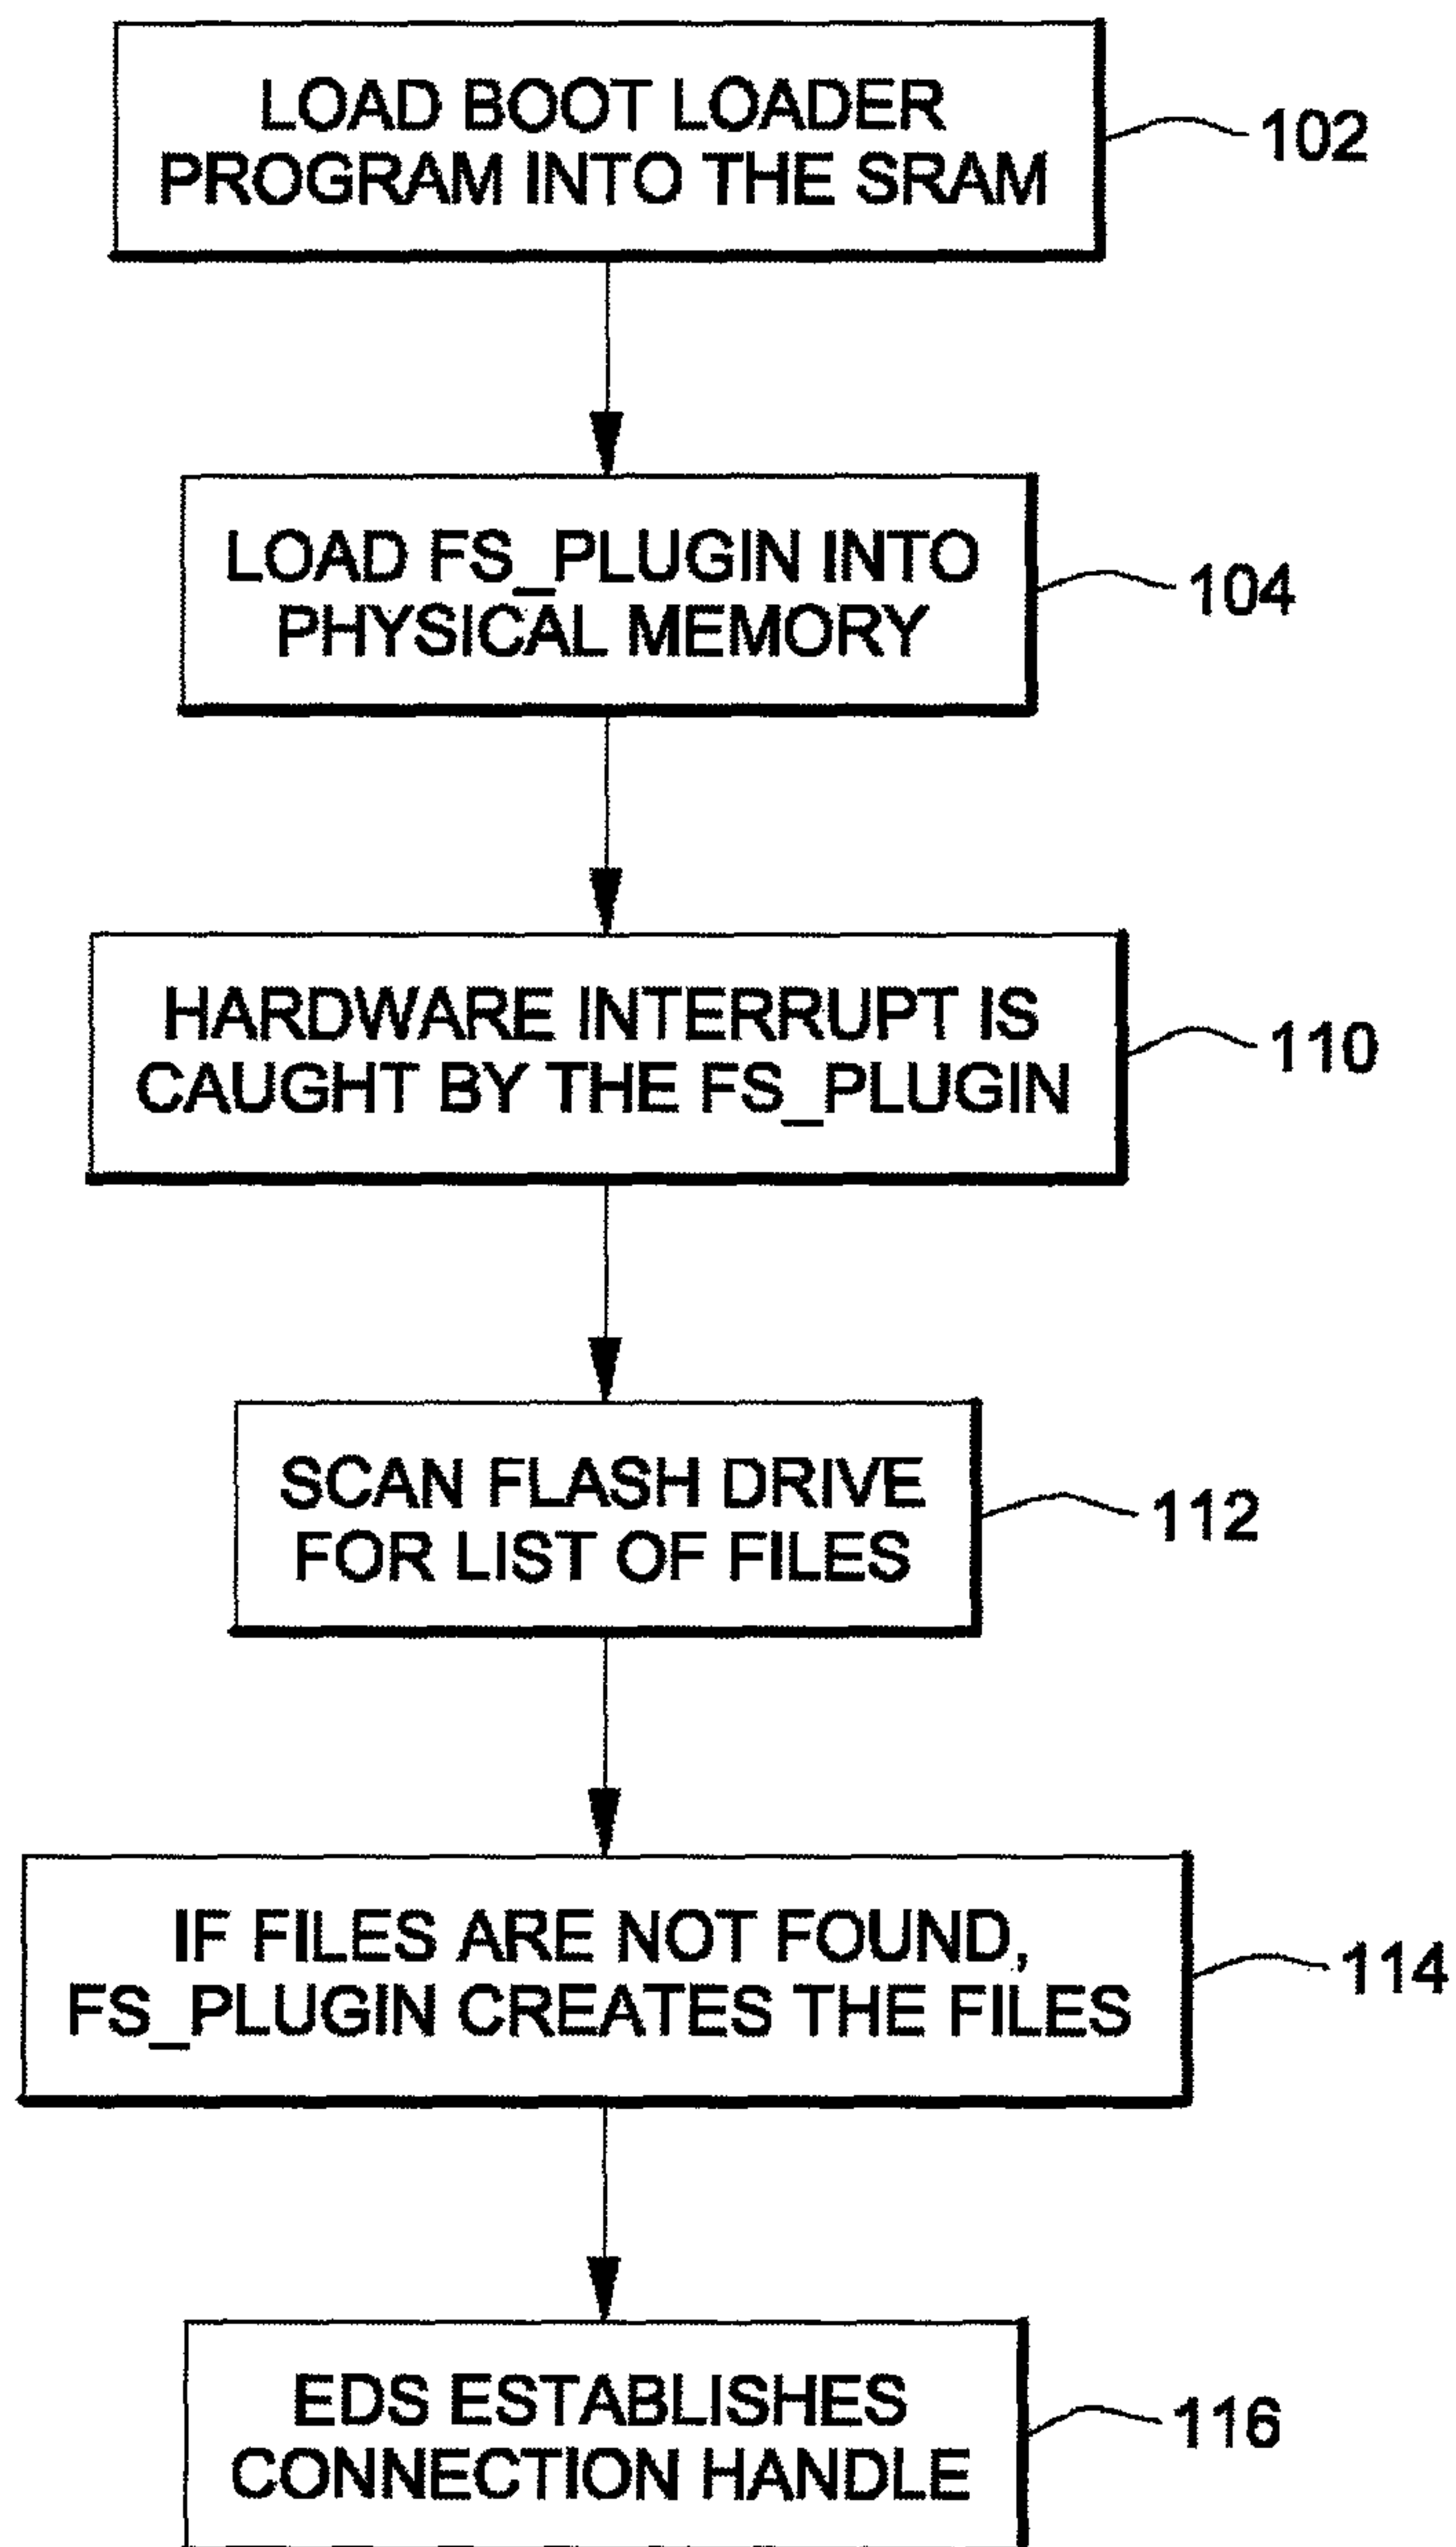 LOAD BOOT LOADER
PROGRAM INTO THE SRAM
102
LOAD FS_PLUGIN INTO
PHYSICAL MEMORY
104
HARDWARE INTERRUPT IS
CAUGHT BY THE FS_PLUGIN
110
SCAN FLASH DRIVE
FOR LIST OF FILES
112
IF FILES ARE NOT FOUND,
FS_PLUGIN CREATES THE FILES
114
EDS ESTABLISHES
CONNECTION HANDLE
116